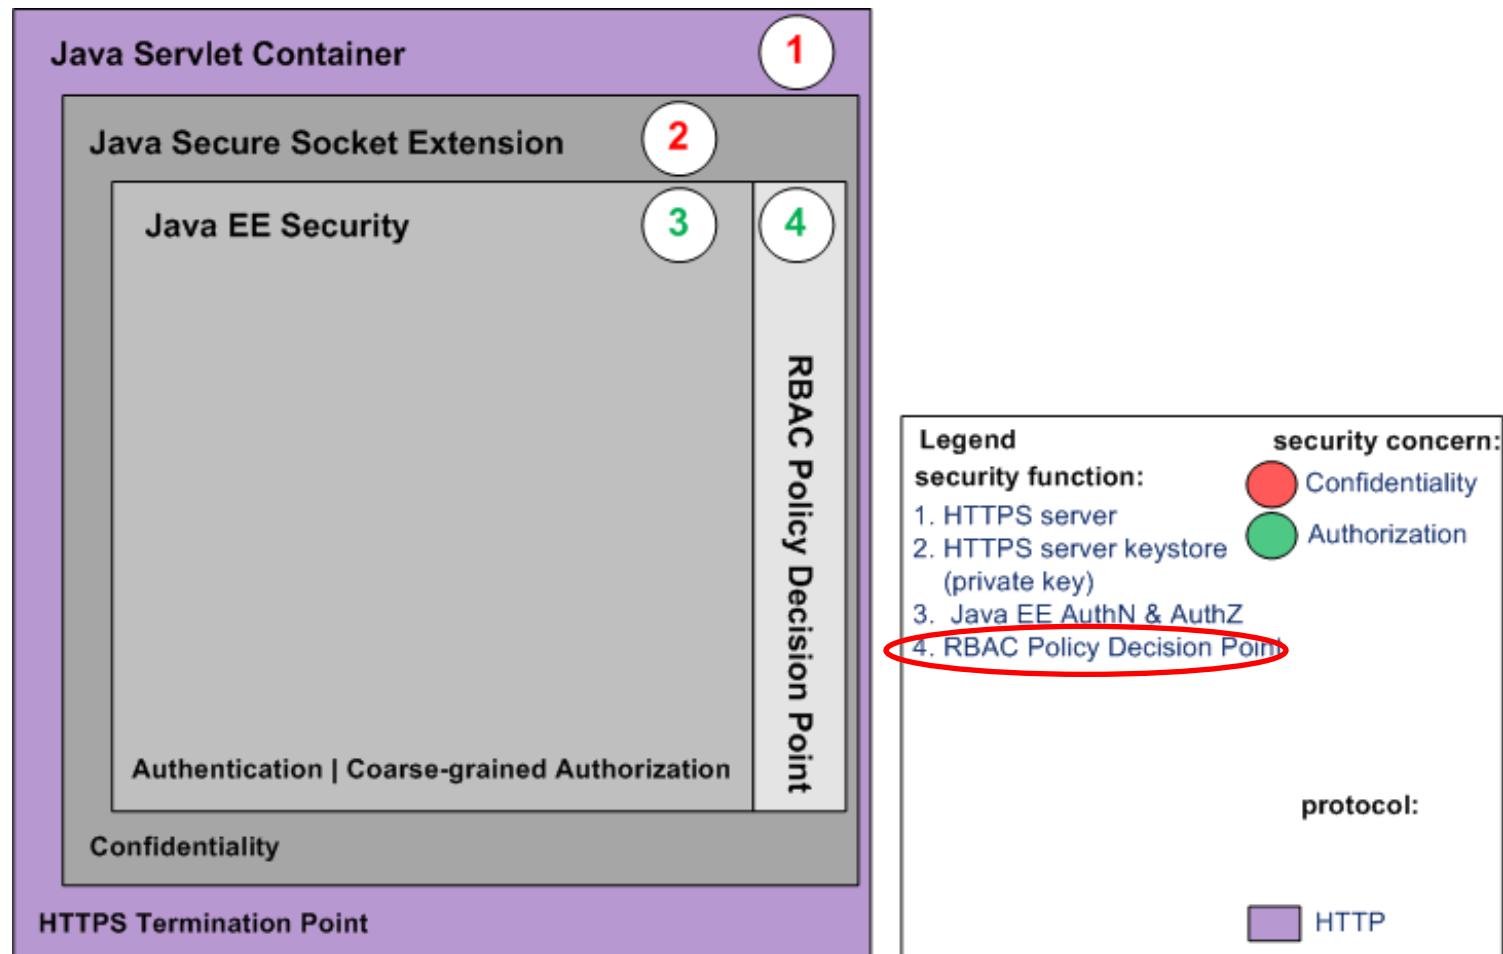 Java Servlet Container
1
Java Secure Socket Extension
2
Java EE Security
3
4
RBAC Policy Decision Point
Authentication | Coarse-grained Authorization
Confidentiality
HTTPS Termination Point
Legend
security concern:
security function:
Confidentiality
Authorization
1. HTTPS server
2. HTTPS server keystore
(private key)
3. Java EE AuthN & AuthZ
4. RBAC Policy Decision Point
protocol:
HTTP